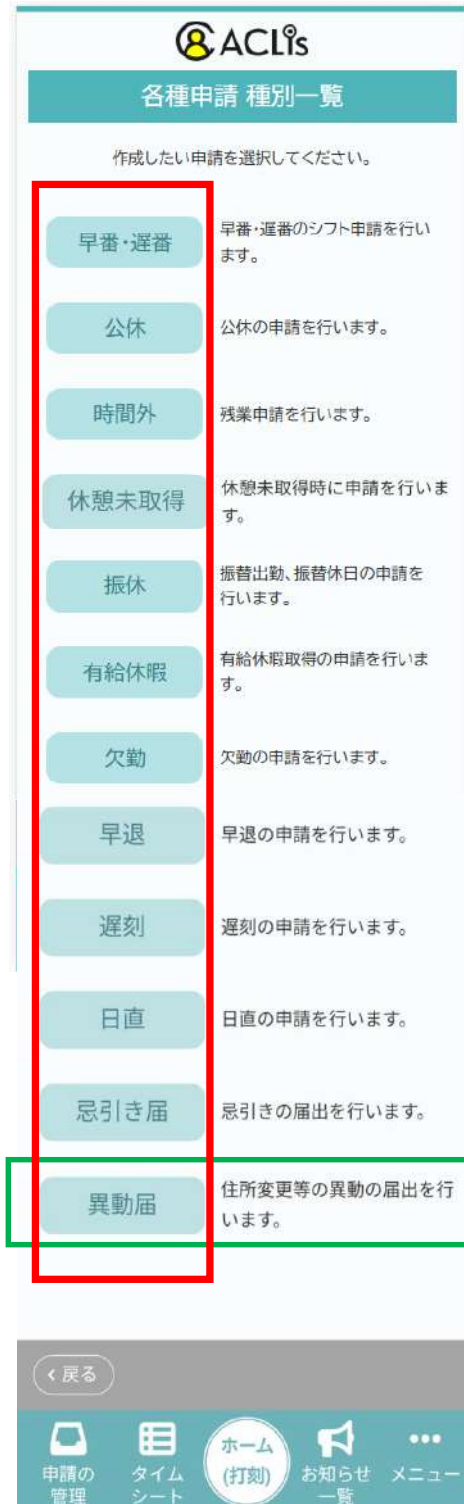 ACLIS
各種申請 種別一覧
作成したい申請を選択してください。
早番・遅番
早番・遅番のシフト申請を行い
ます。
公休
公休の申請を行います。
時間外
残業申請を行います。
休憩未取得
休憩未取得時に申請を行いま
す。
振休
振替出勤、振替休日の申請を
行います。
有給休暇
有給休暇取得の申請を行いま
す。
欠勤
欠勤の申請を行います。
早退
早退の申請を行います。
遅刻
遅刻の申請を行います。
日直
日直の申請を行います。
忌引き届
忌引きの届出を行います。
異動届
住所変更等の異動の届出を行
います。
戻る
申請の
管理
タイム
シート
ホーム
(打刻)
お知らせ
一覧
メニュー